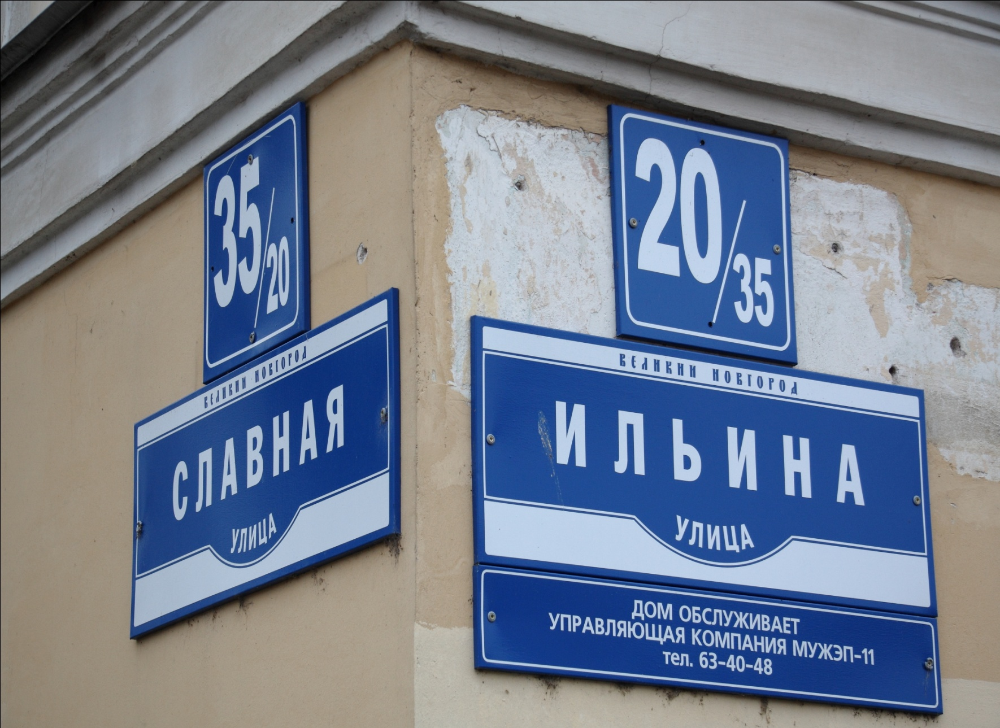 35/20
ВЕЛИКИЙ НОВГОРОД
СЛАВНАЯ
УЛИЦА
20/35
ВЕЛИКИЙ НОВГОРОД
ИЛЬИНА
УЛИЦА
ДОМ ОБСЛУЖИВАЕТ
УПРАВЛЯЮЩАЯ КОМПАНИЯ МУЖЭП-11
тел. 63-40-48